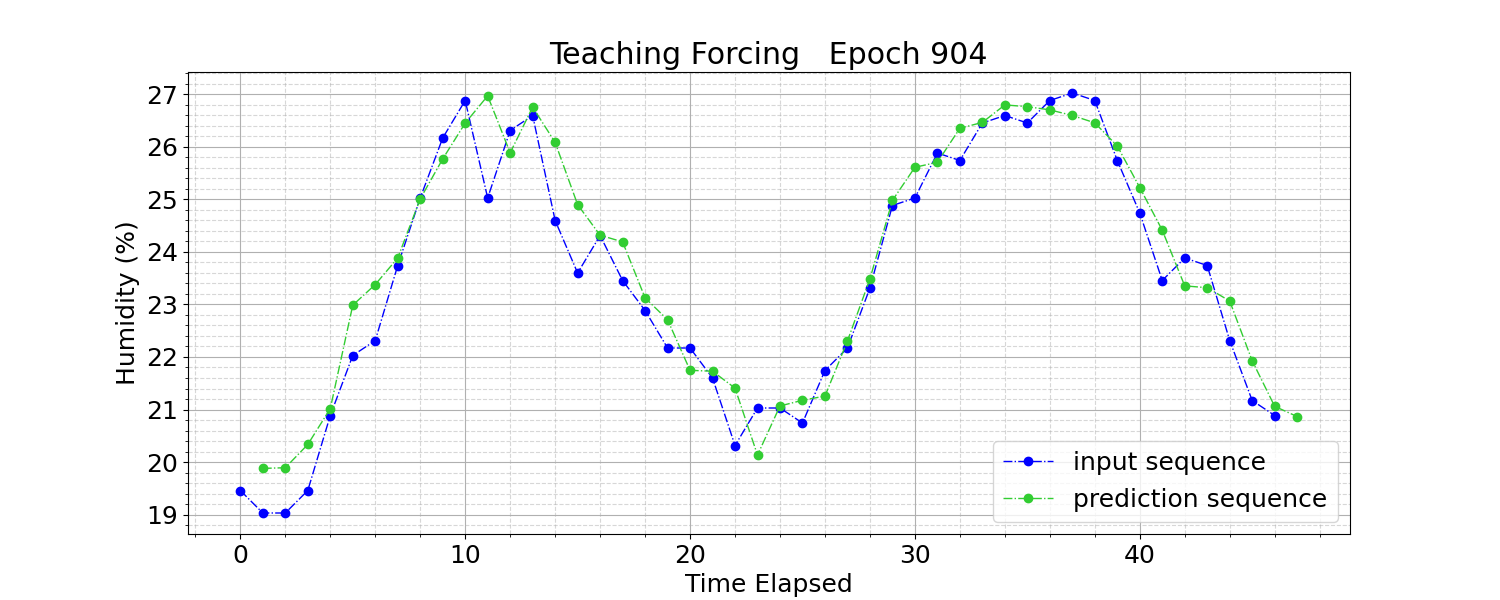 Teaching Forcing   Epoch 904
27
26
25
24
23
22
21
20
19
Humidity (%)
0 10 20 30 40
Time Elapsed
input sequence
prediction sequence